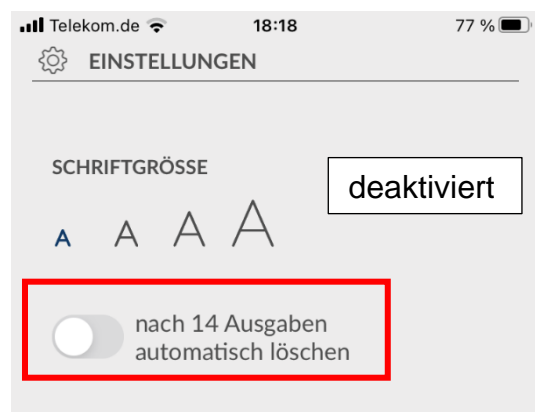 Telekom.de 18:18 77 %
EINSTELLUNGEN
SCHRIFTGRÖSSE
deaktiviert
A A A A
nach 14 Ausgaben
automatisch löschen